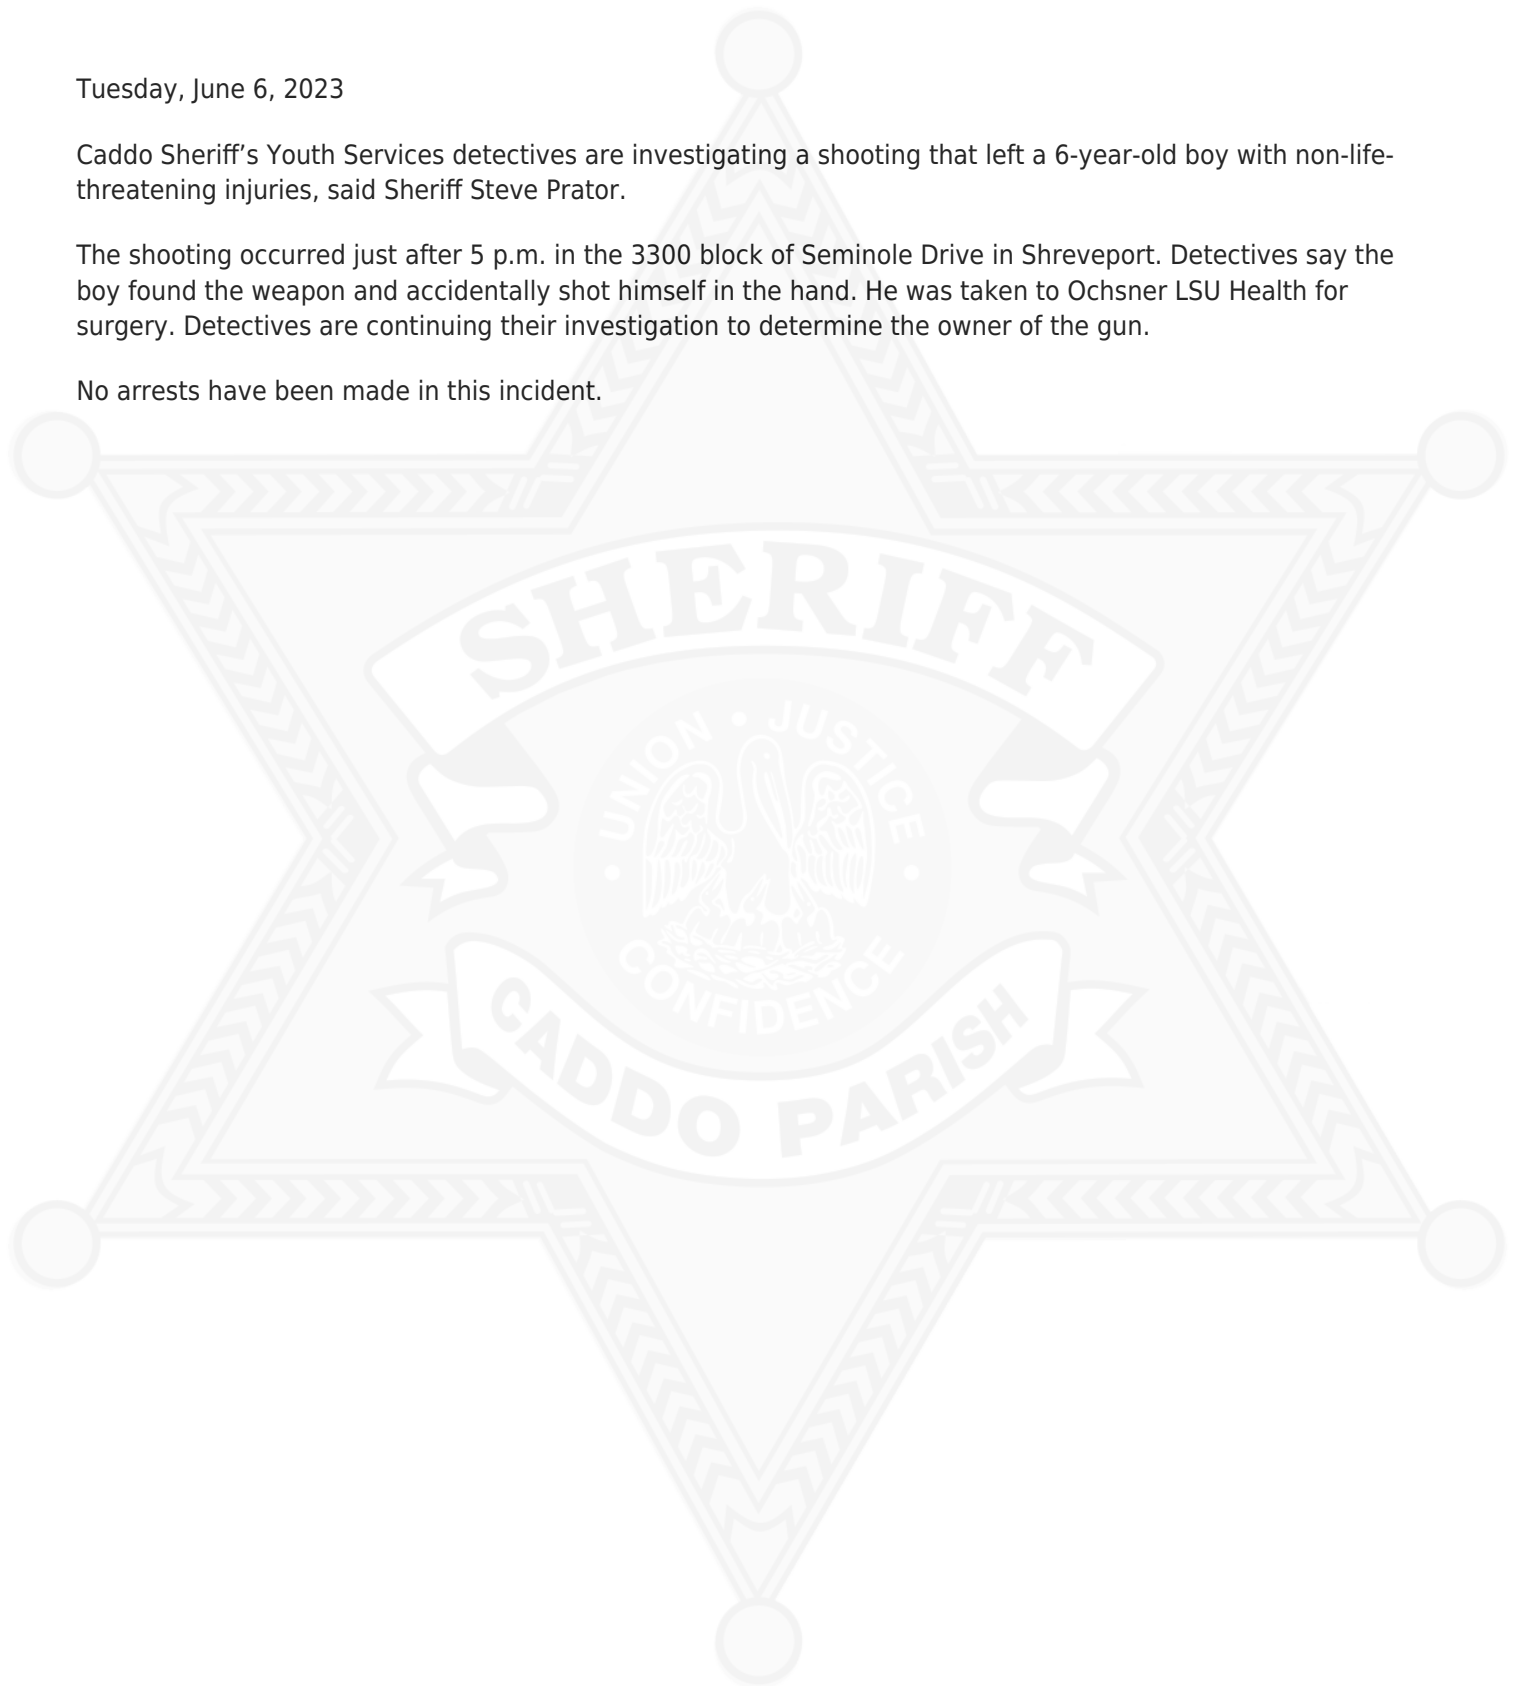 Tuesday, June 6, 2023
Caddo Sheriff’s Youth Services detectives are investigating a shooting that left a 6-year-old boy with non-life-
threatening injuries, said Sheriff Steve Prator.
The shooting occurred just after 5 p.m. in the 3300 block of Seminole Drive in Shreveport. Detectives say the
boy found the weapon and accidentally shot himself in the hand. He was taken to Ochsner LSU Health for
surgery. Detectives are continuing their investigation to determine the owner of the gun.
No arrests have been made in this incident.
SHERIFF
UNION • JUSTICE •
CONFIDENCE •
CADDO PARISH